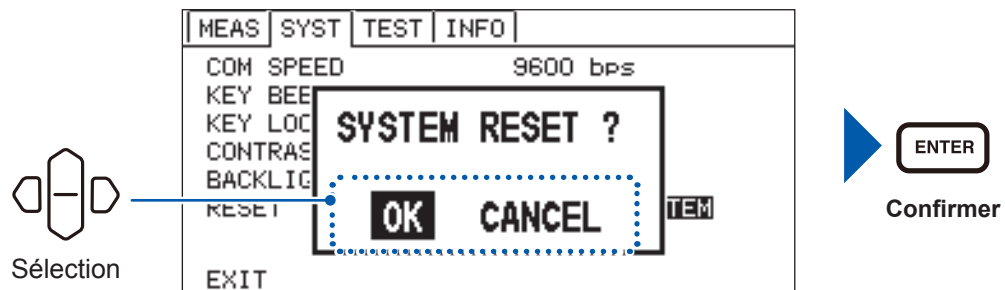 MEAS SYST TEST INFO
COM SPEED 9600 bps
KEY BEE
KEY LOC
SYSTEM RESET ?
CONTRAS
BACKLIG
RESET TEM
OK CANCEL
EXIT
Sélection
ENTER
Confirmer